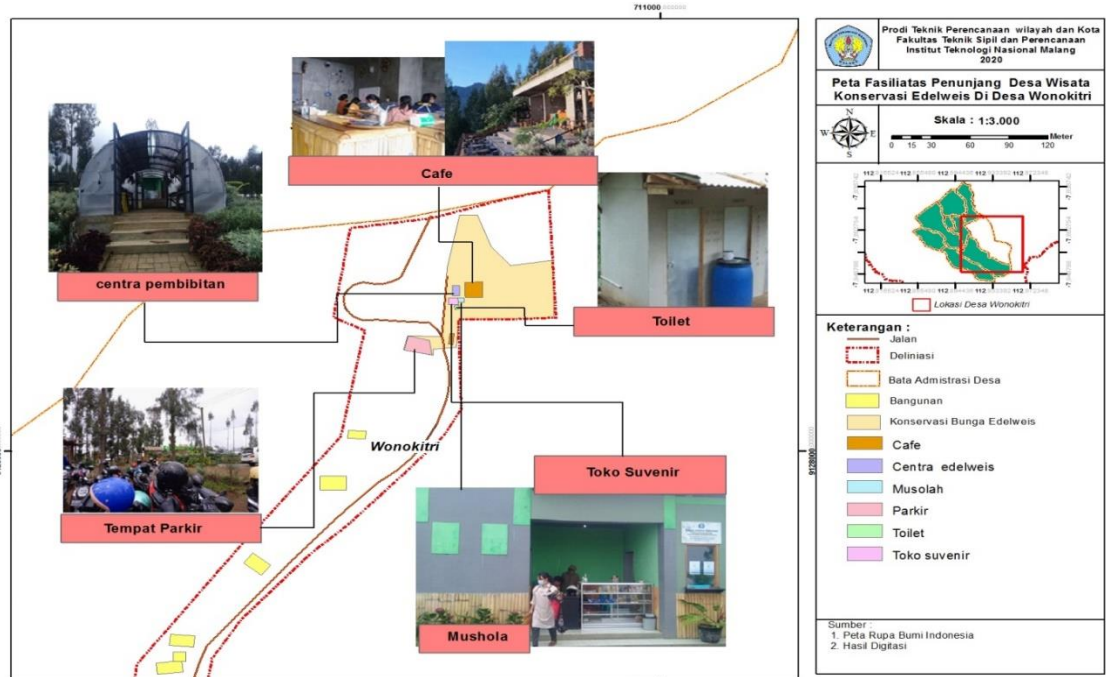 711000
Cafe
centra pembibitan
Toilet
Wonokitri
Toko Suvenir
Tempat Parkir
Mushola
9128000
Prodi Teknik Perencanaan wilayah dan Kota
Fakultas Teknik Sipil dan Perencanaan
Institut Teknologi Nasional Malang
2020
Peta Fasiliatas Penunjang Desa Wisata
Konservasi Edelweis Di Desa Wonokitri
N
W E
S
Skala : 1:3.000
Meter
0 15 30 60 90 120
Lokasi Desa Wonokitri
Keterangan :
Jalan
Deliniasi
Bata Admistrasi Desa
Bangunan
Konservasi Bunga Edelweis
Cafe
Centra edelweis
Musolah
Parkir
Toilet
Toko suvenir
Sumber :
1. Peta Rupa Bumi Indonesia
2. Hasil Digitasi